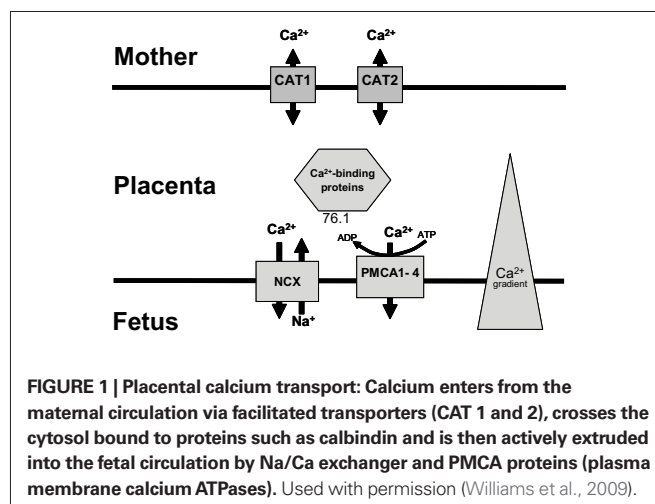 Ca²⁺ Ca²⁺
Mother
CAT1 CAT2
Placenta
Ca²⁺-binding
proteins
76.1
Ca²⁺ ADP Ca²⁺ ATP
NCX PMCA1- 4
Ca²⁺
gradient
Fetus
Na⁺
FIGURE 1 | Placental calcium transport: Calcium enters from the
maternal circulation via facilitated transporters (CAT 1 and 2), crosses the
cytosol bound to proteins such as calbindin and is then actively extruded
into the fetal circulation by Na/Ca exchanger and PMCA proteins (plasma
membrane calcium ATPases). Used with permission (Williams et al., 2009).